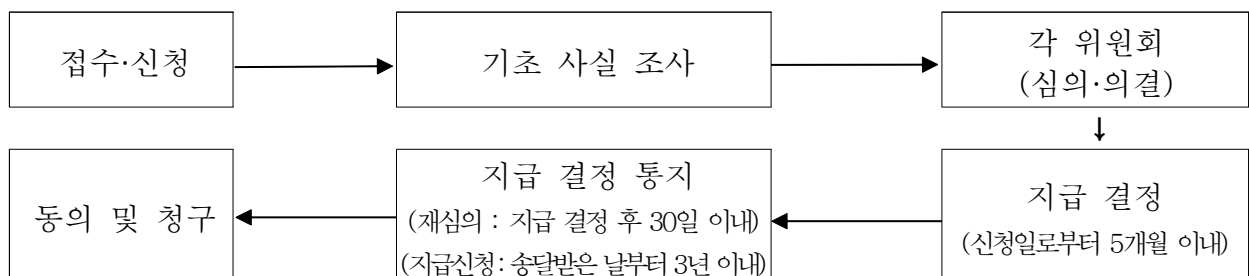 접수·신청
기초 사실 조사
각 위원회
(심의·의결)
↓
지급 결정
(신청일로부터 5개월 이내)
지급 결정 통지
(재심의 : 지급 결정 후 30일 이내)
(지급신청 : 송달받은 날부터 3년 이내)
동의 및 청구